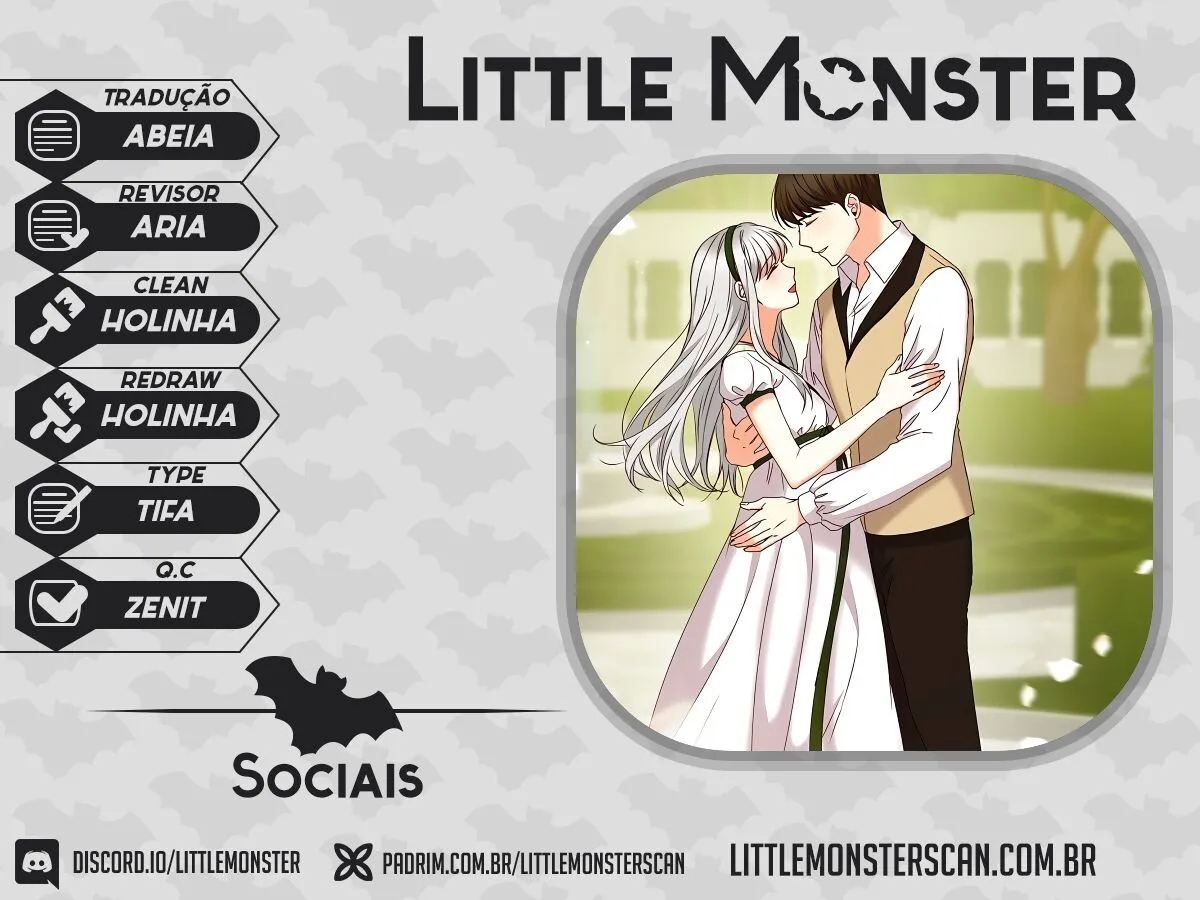 LITTLE MONSTER
TRADUÇÃO
ABEIA
REVISOR
ARIA
CLEAN
HOLINHA
REDRAW
HOLINHA
TYPE
TIFA
Q.C
ZENIT
SOCIAIS
DISCORD.IO/LITTLEMONSTER
PADRIM.COM.BR/LITTLEMONSTERSCAN
LITTLEMONSTERSCAN.COM.BR